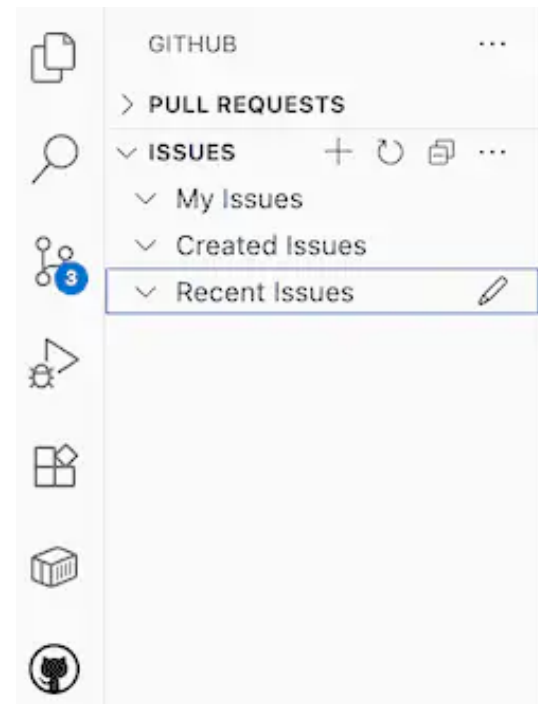 GITHUB
PULL REQUESTS
ISSUES
My Issues
Created Issues
3
Recent Issues